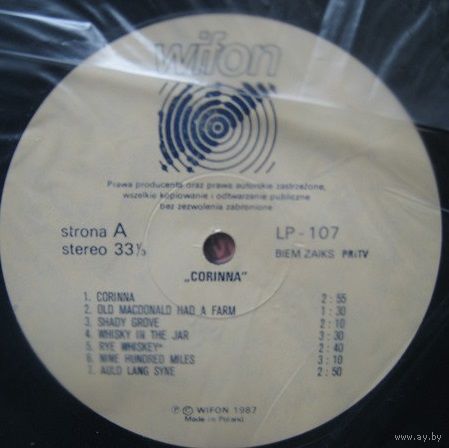 wifon
Prawa producenta oraz prawa autorskie zastrzeżone,
wszelkie kopiowanie i odtwarzanie publiczne
bez zezwolenia zabronione
strona A LP-107
stereo 33⅓ BIEM ZAIKS PRiTV
„CORINNA"
1. CORINNA 2:55
2. OLD MACDONALD HAD A FARM 1:30
3. SHADY GROVE 2:10
4. WHISKY IN THE JAR 3:30
5. RYE WHISKEY* 2:40
6. NINE HUNDRED MILES 3:10
7. AULD LANG SYNE 2:50
Ⓟ © WIFON 1987
Made in Poland
www.ay.by